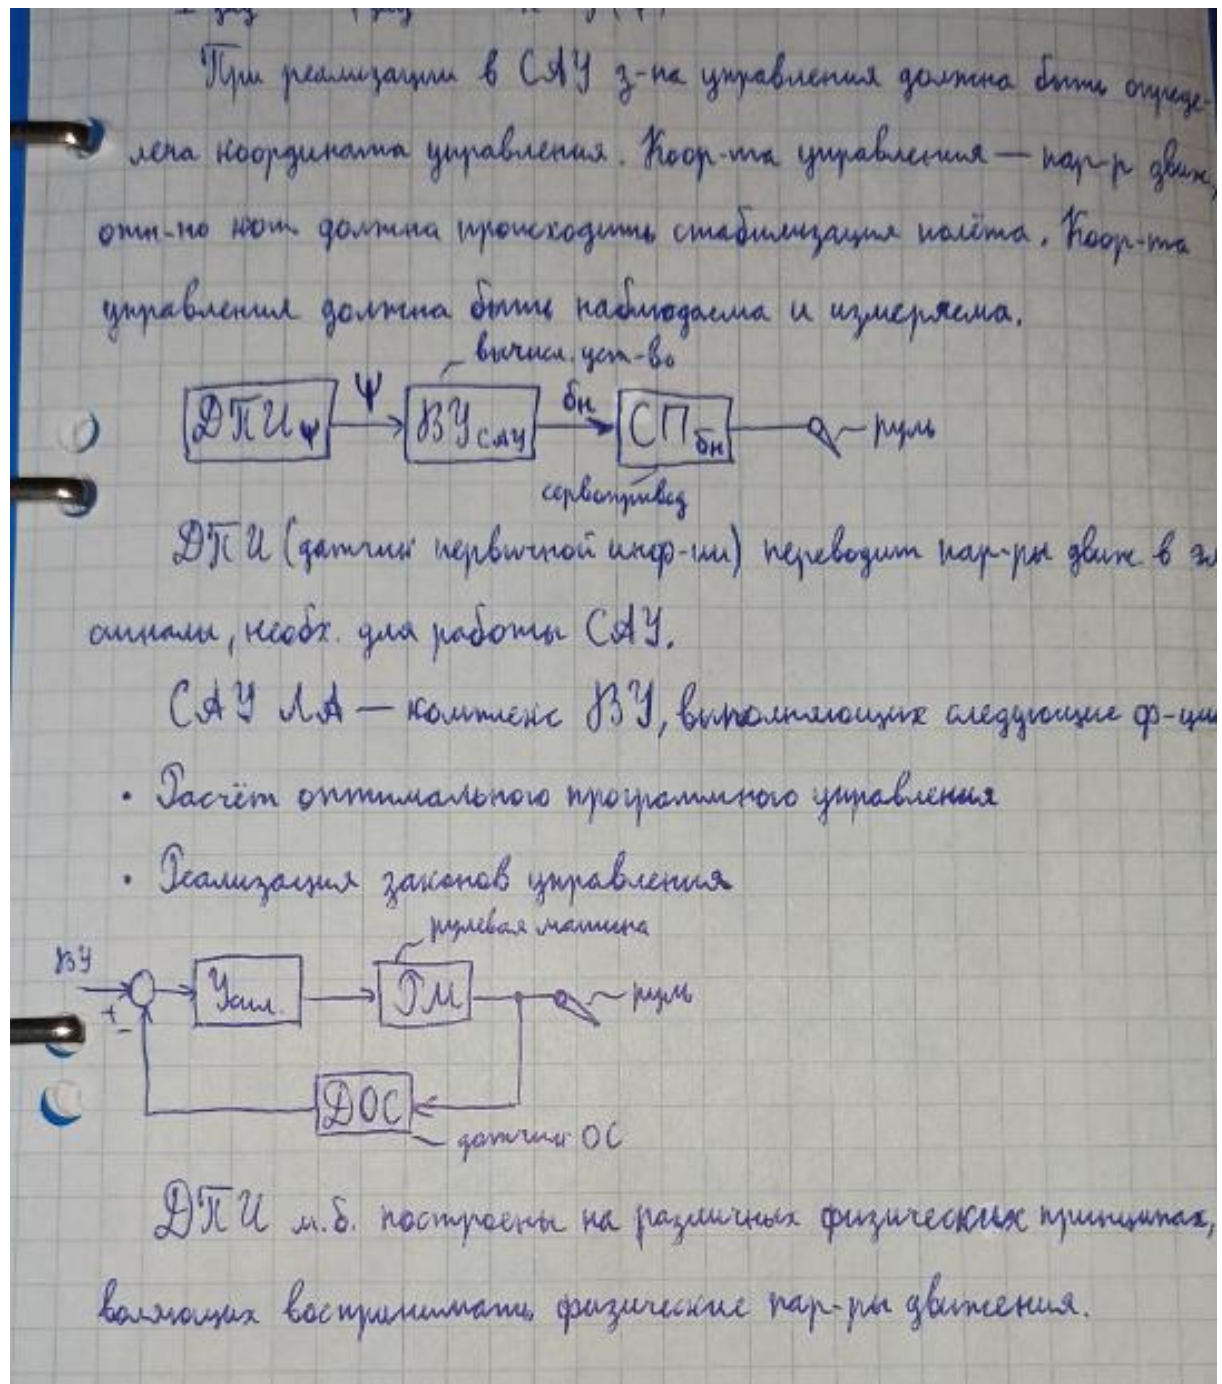 При реализации в САУ з-на управления должна быть опреде-
лена координата управления. Коор-та управления — пар-р движ,
отн-но кот должна происходить стабилизация полёта. Коор-та
управления должна быть наблюдаема и измеряема.
вычисл. уст-во
ДПИψ ψ ВУСАУ δн СПδн руль
сервопривод
ДПИ (датчики первичной инф-ии) переводит пар-ры движ. в эл
сигналы, необх. для работы САУ.
САУ ЛА — комплекс ВУ, выполняющих следующие ф-ции
• Расчёт оптимального программного управления
• Реализация законов управления
рулевая машина
ВУ + - Усил. РМ руль
ДОС
датчик ОС
ДПИ м.б. построены на различных физических принципах,
воляющих воспринимать физические пар-ры движения.